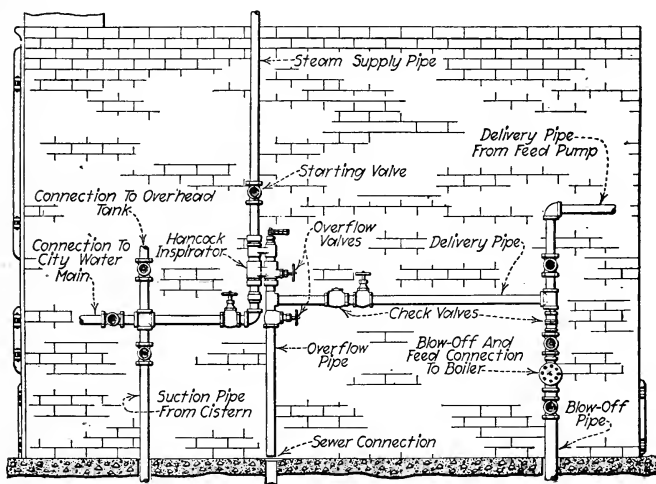 Steam Supply Pipe
Delivery Pipe
From Feed Pump
Starting Valve
Connection To Overhead
Tank
Connection To
City Water
Main
Hancock
Inspirator
Overflow
Valves
Delivery Pipe
Check Valves
Overflow
Pipe
Blow-Off And
Feed Connection
To Boiler
Suction Pipe
From Cistern
Blow-Off
Pipe
Sewer Connection